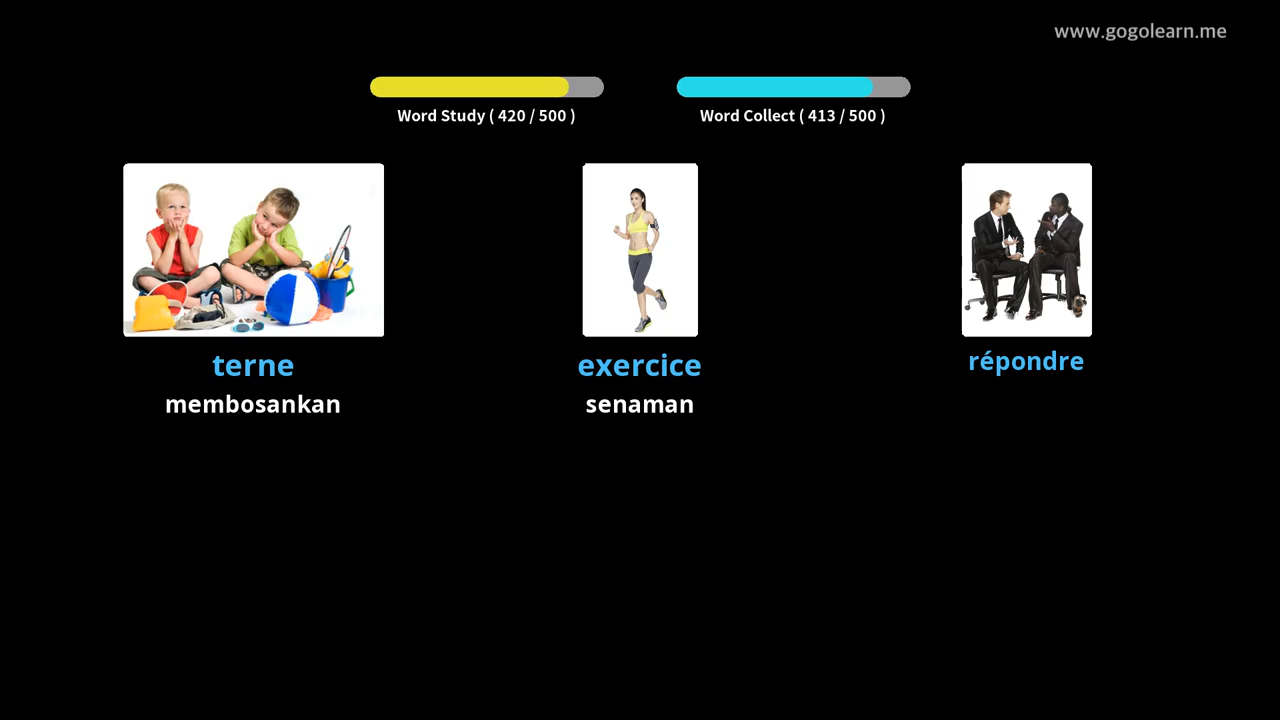 www.gogolearn.me
Word Study ( 420 / 500 )
Word Collect ( 413 / 500 )
terne
exercice
répondre
membosankan
senaman